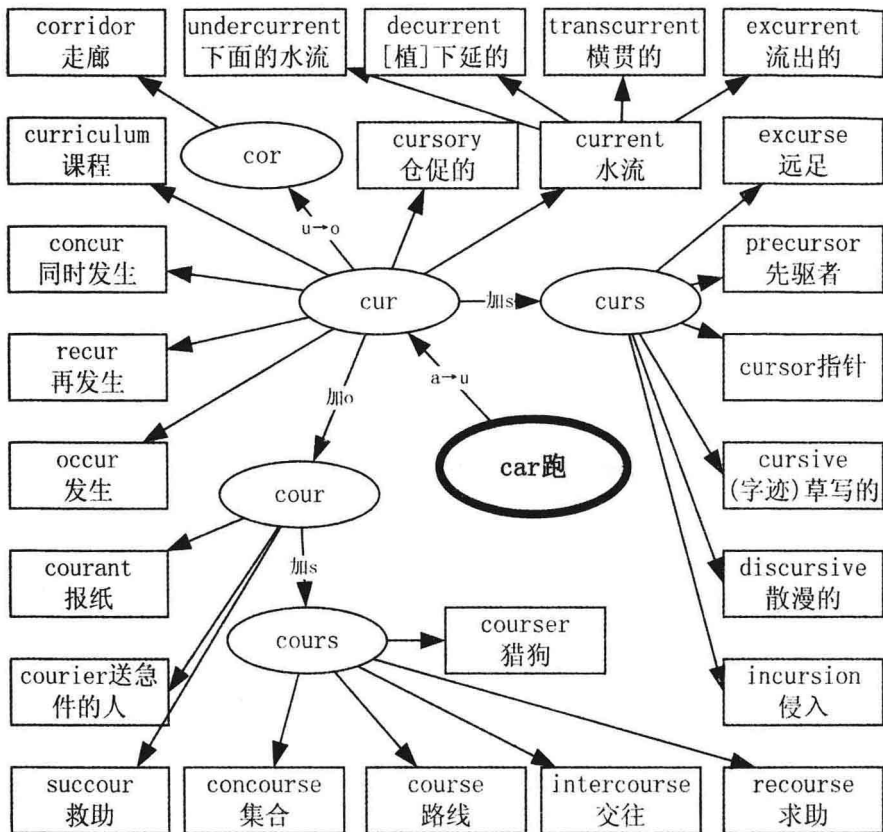 corridor
走廊
undercurrent
下面的水流
decurrent
[植]下延的
transcurrent
横贯的
excurrent
流出的
curriculum
课程
cor
cursory
仓促的
current
水流
excurse
远足
u→o
concur
同时发生
cur
加s
curs
precursor
先驱者
recur
再发生
a→u
cursor指针
加o
occur
发生
cour
car跑
cursive
(字迹)草写的
courant
报纸
加s
discursive
散漫的
cours
courser
猎狗
courier送急
件的人
incursion
侵入
succour
救助
concourse
集合
course
路线
intercourse
交往
recourse
求助